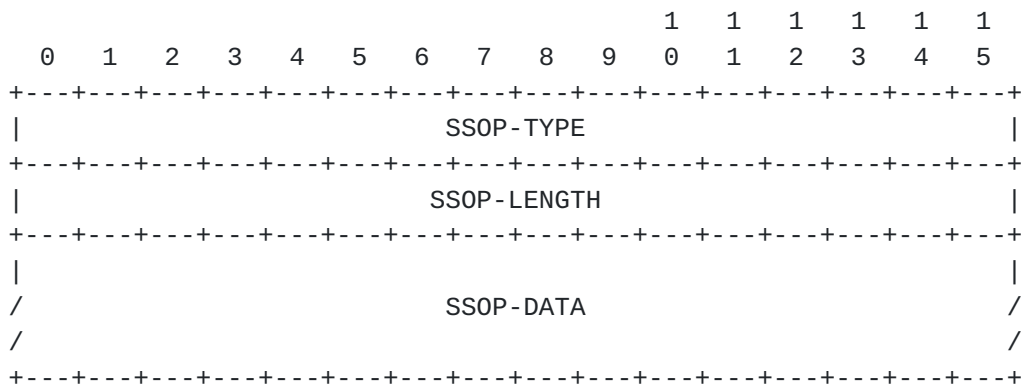 1   1   1   1   1   1
   0   1   2   3   4   5   6   7   8   9   0   1   2   3   4   5
+---+---+---+---+---+---+---+---+---+---+---+---+---+---+---+---+
|                           SSOP-TYPE                           |
+---+---+---+---+---+---+---+---+---+---+---+---+---+---+---+---+
|                          SSOP-LENGTH                          |
+---+---+---+---+---+---+---+---+---+---+---+---+---+---+---+---+
|                                                               |
/                           SSOP-DATA                           /
/                                                               /
+---+---+---+---+---+---+---+---+---+---+---+---+---+---+---+---+